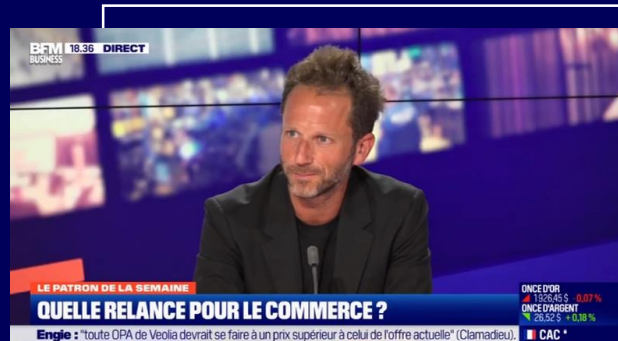 BFM 18.36 DIRECT
BUSINESS
LE PATRON DE LA SEMAINE
QUELLE RELANCE POUR LE COMMERCE ?
ONCE D'OR
1926,45 $ -0,07 %
ONCE D'ARGENT
26,52 $ +0,18 %
Engie : "toute OPA de Veolia devrait se faire à un prix supérieur à celui de l'offre actuelle" (Clamadieu).
CAC *